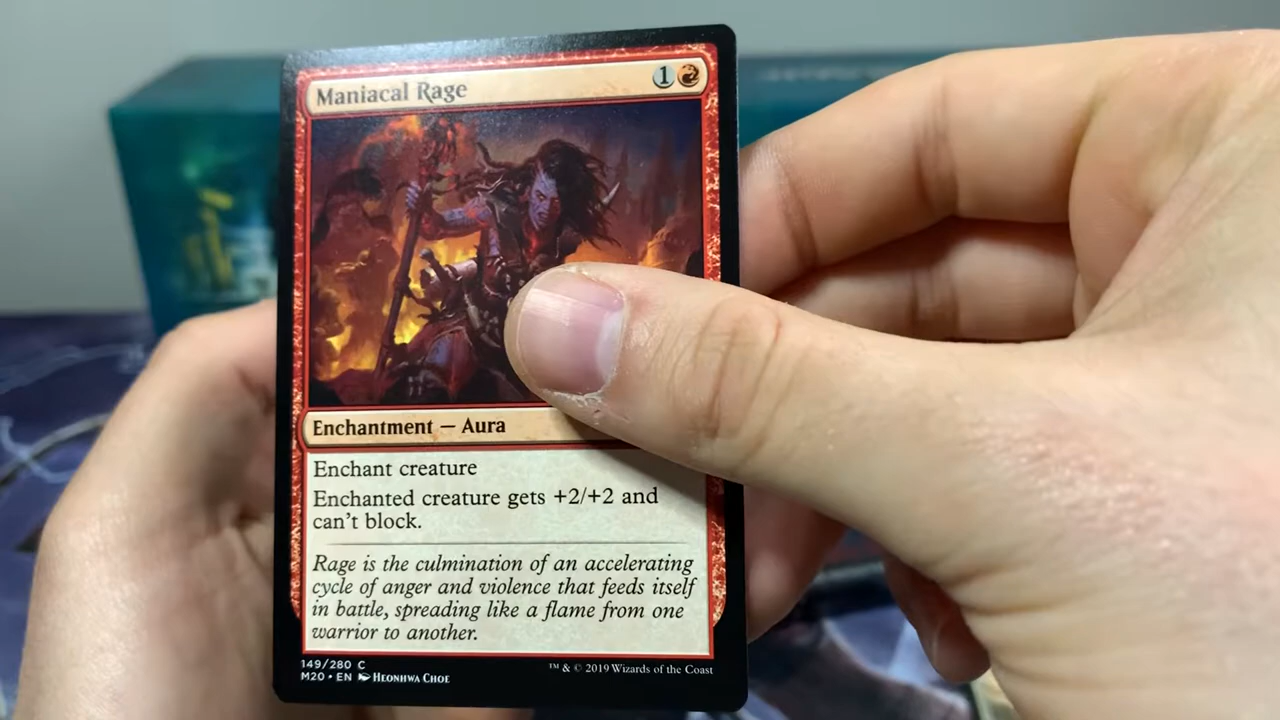 Maniacal Rage 1
Enchantment — Aura
Enchant creature
Enchanted creature gets +2/+2 and
can't block.
Rage is the culmination of an accelerating
cycle of anger and violence that feeds itself
in battle, spreading like a flame from one
warrior to another.
149/280 C
M20 • EN Heonhwa Choe
™ & © 2019 Wizards of the Coast